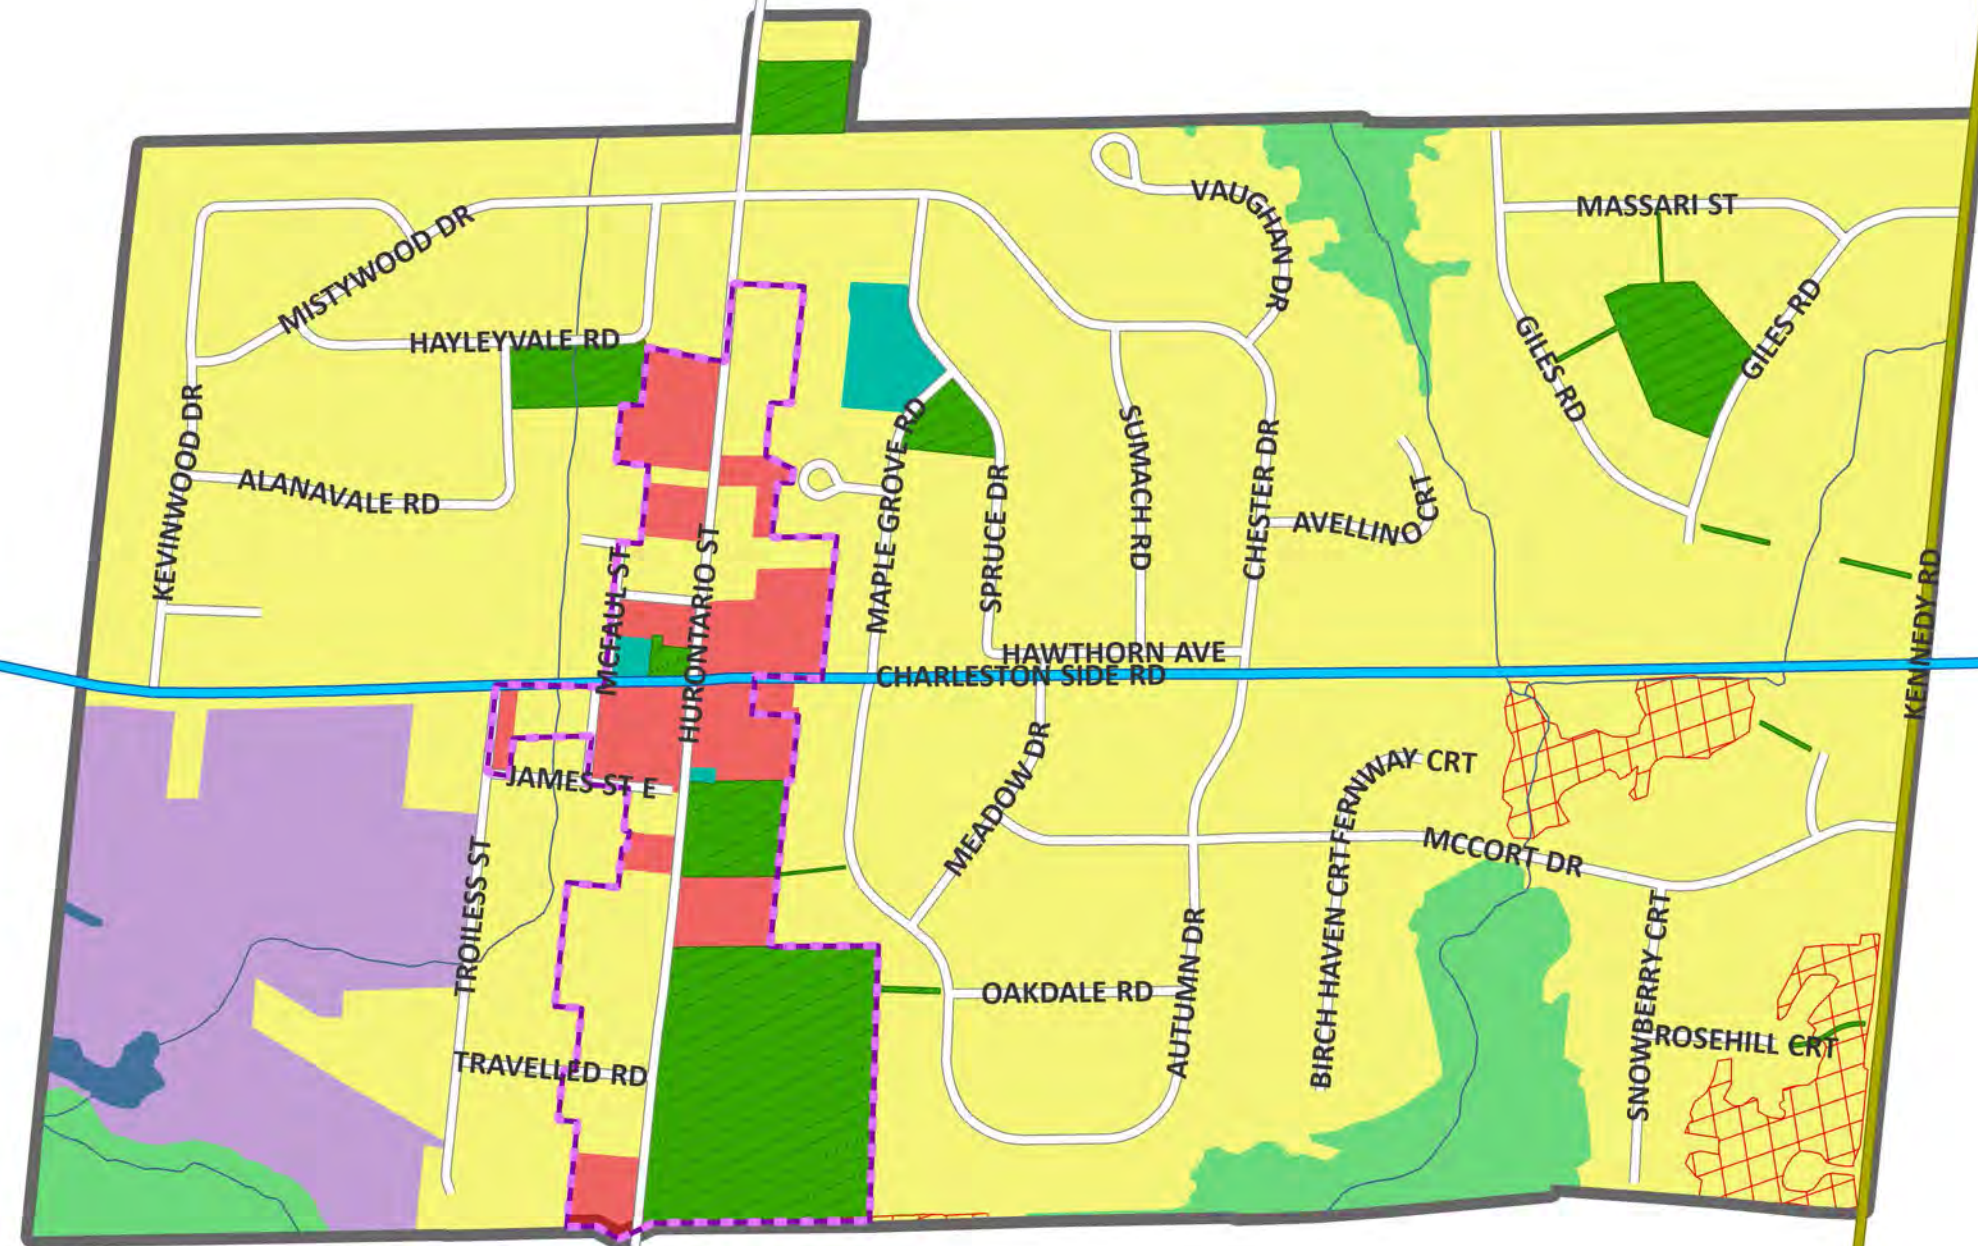 VAUGHAN DR
MASSARI ST
MISTYWOOD DR
HAYLEYVALE RD
GILES RD
GILES RD
KEVINWOOD DR
ALANAVALE RD
MAPLE GROVE RD
SPRUCE DR
SUMACH RD
CHESTER DR
AVELLINO CRT
MCFAUL ST
HURONTARIO ST
KENNEDY RD
HAWTHORN AVE
CHARLESTON SIDE RD
JAMES ST E
MEADOW DR
FERNWAY CRT
MCCORT DR
TROILESS ST
BIRCH HAVEN CRT
SNOWBERRY CRT
OAKDALE RD
AUTUMN DR
ROSEHILL CRT
TRAVELLED RD